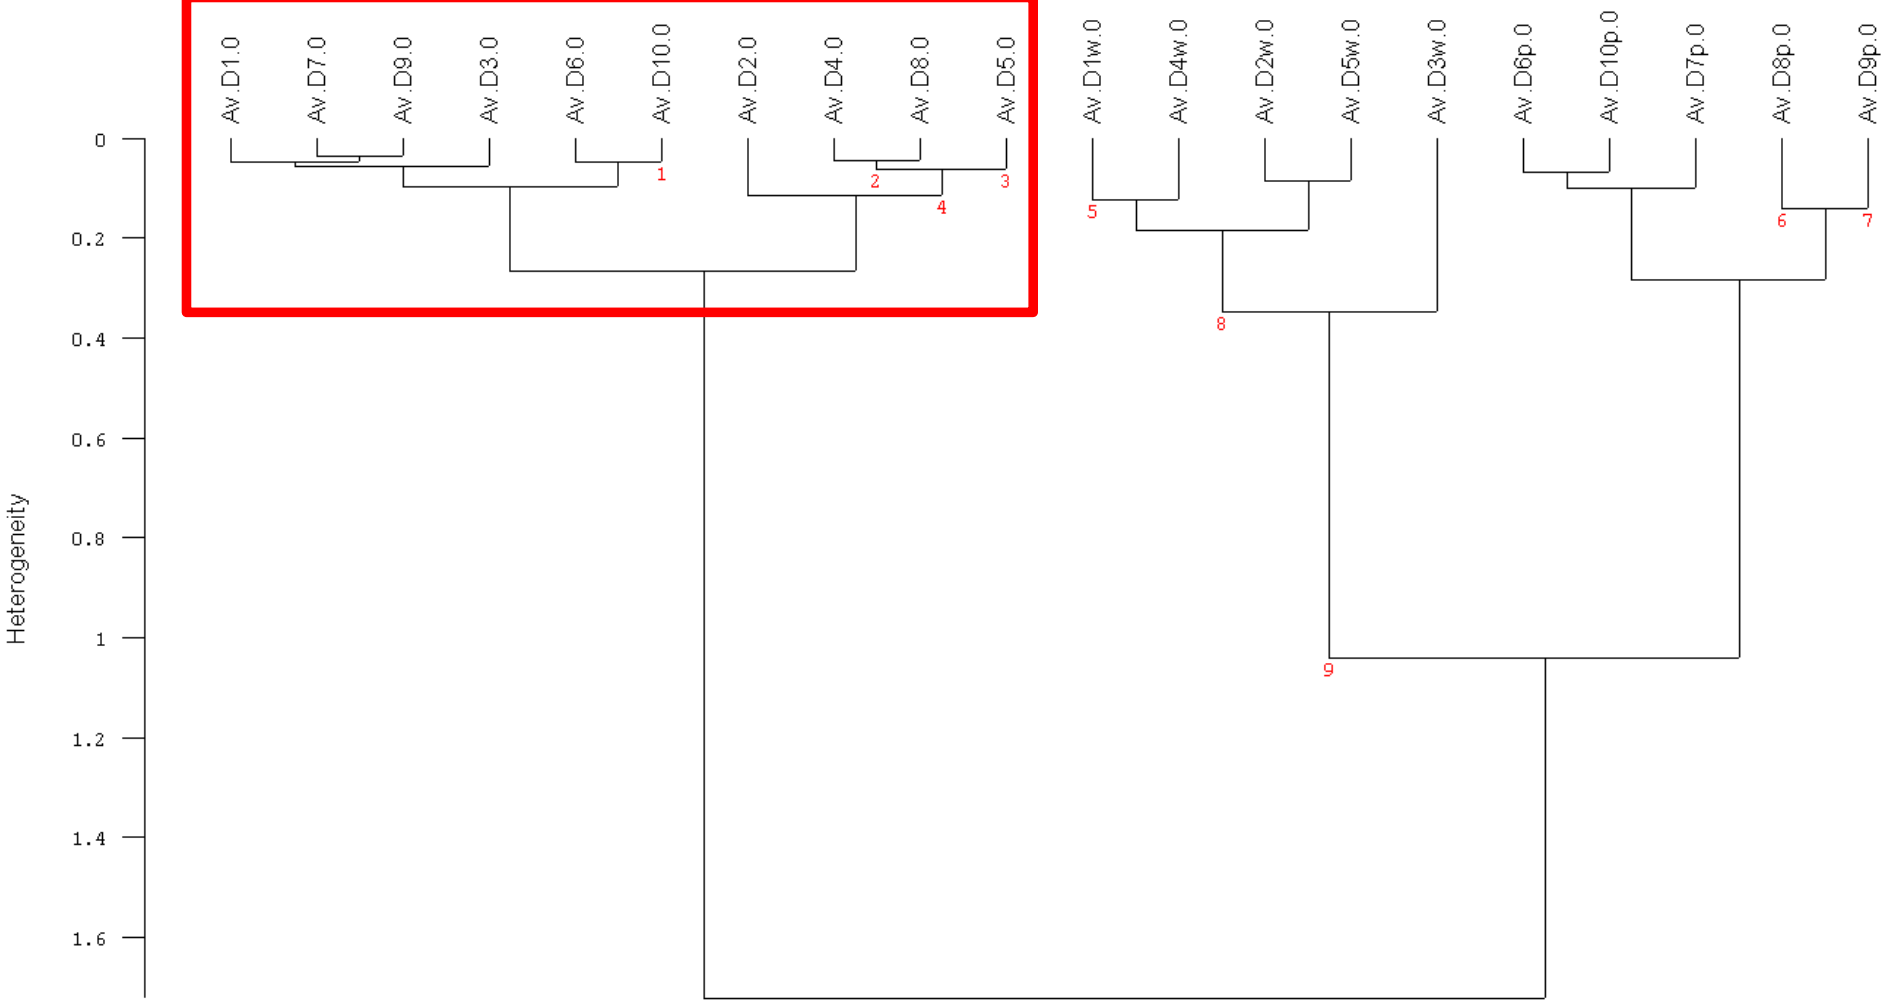 Av.D1.0
Av.D7.0
Av.D9.0
Av.D3.0
Av.D6.0
Av.D10.0
Av.D2.0
Av.D4.0
Av.D8.0
Av.D5.0
Av.D1w.0
Av.D4w.0
Av.D2w.0
Av.D5w.0
Av.D3w.0
Av.D6p.0
Av.D10p.0
Av.D7p.0
Av.D8p.0
Av.D9p.0
0
0.2
0.4
0.6
0.8
1
1.2
1.4
1.6
Heterogeneity
1
2
3
4
5
6
7
8
9